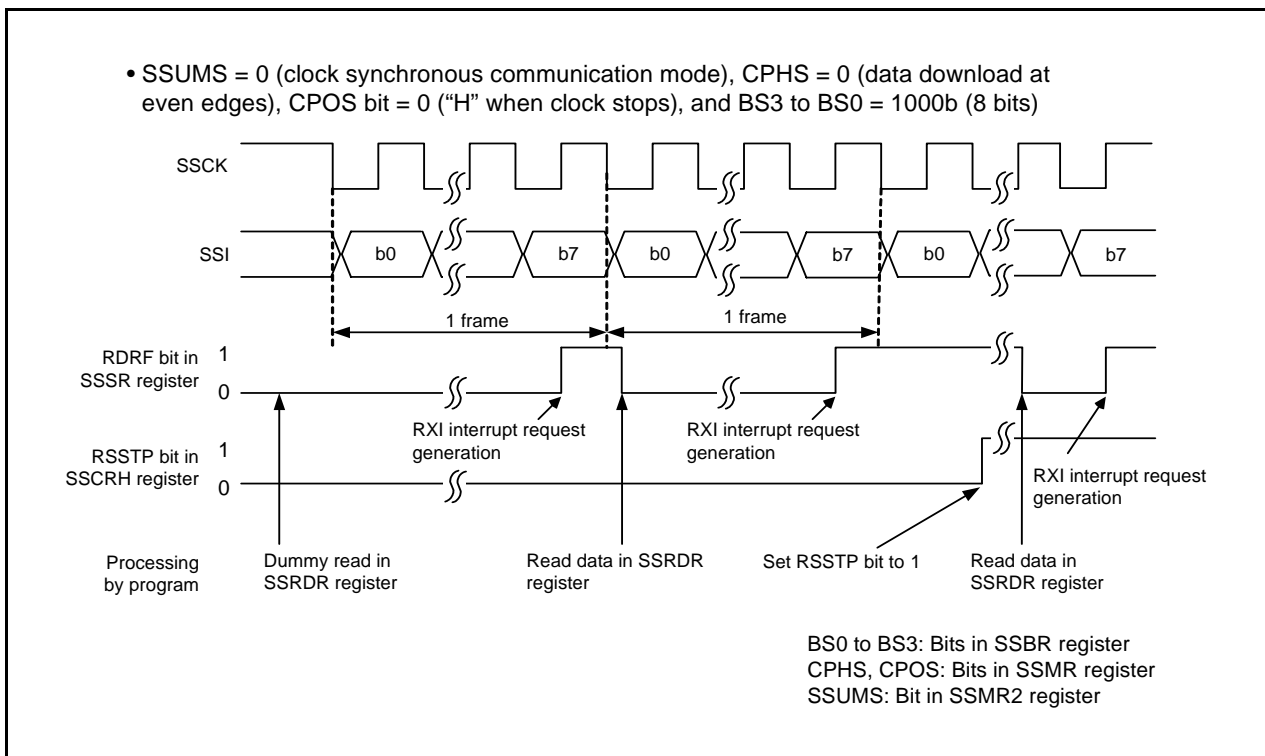 • SSUMS = 0 (clock synchronous communication mode), CPHS = 0 (data download at
even edges), CPOS bit = 0 (“H” when clock stops), and BS3 to BS0 = 1000b (8 bits)
SSCK
SSI
b0
b7
b0
b7
b0
b7
1 frame
1 frame
RDRF bit in
SSSR register
1
0
RXI interrupt request
generation
RXI interrupt request
generation
RXI interrupt request
generation
RSSTP bit in
SSCRH register
1
0
Processing
by program
Dummy read in
SSRDR register
Read data in SSRDR
register
Set RSSTP bit to 1
Read data in
SSRDR register
BS0 to BS3: Bits in SSBR register
CPHS, CPOS: Bits in SSMR register
SSUMS: Bit in SSMR2 register